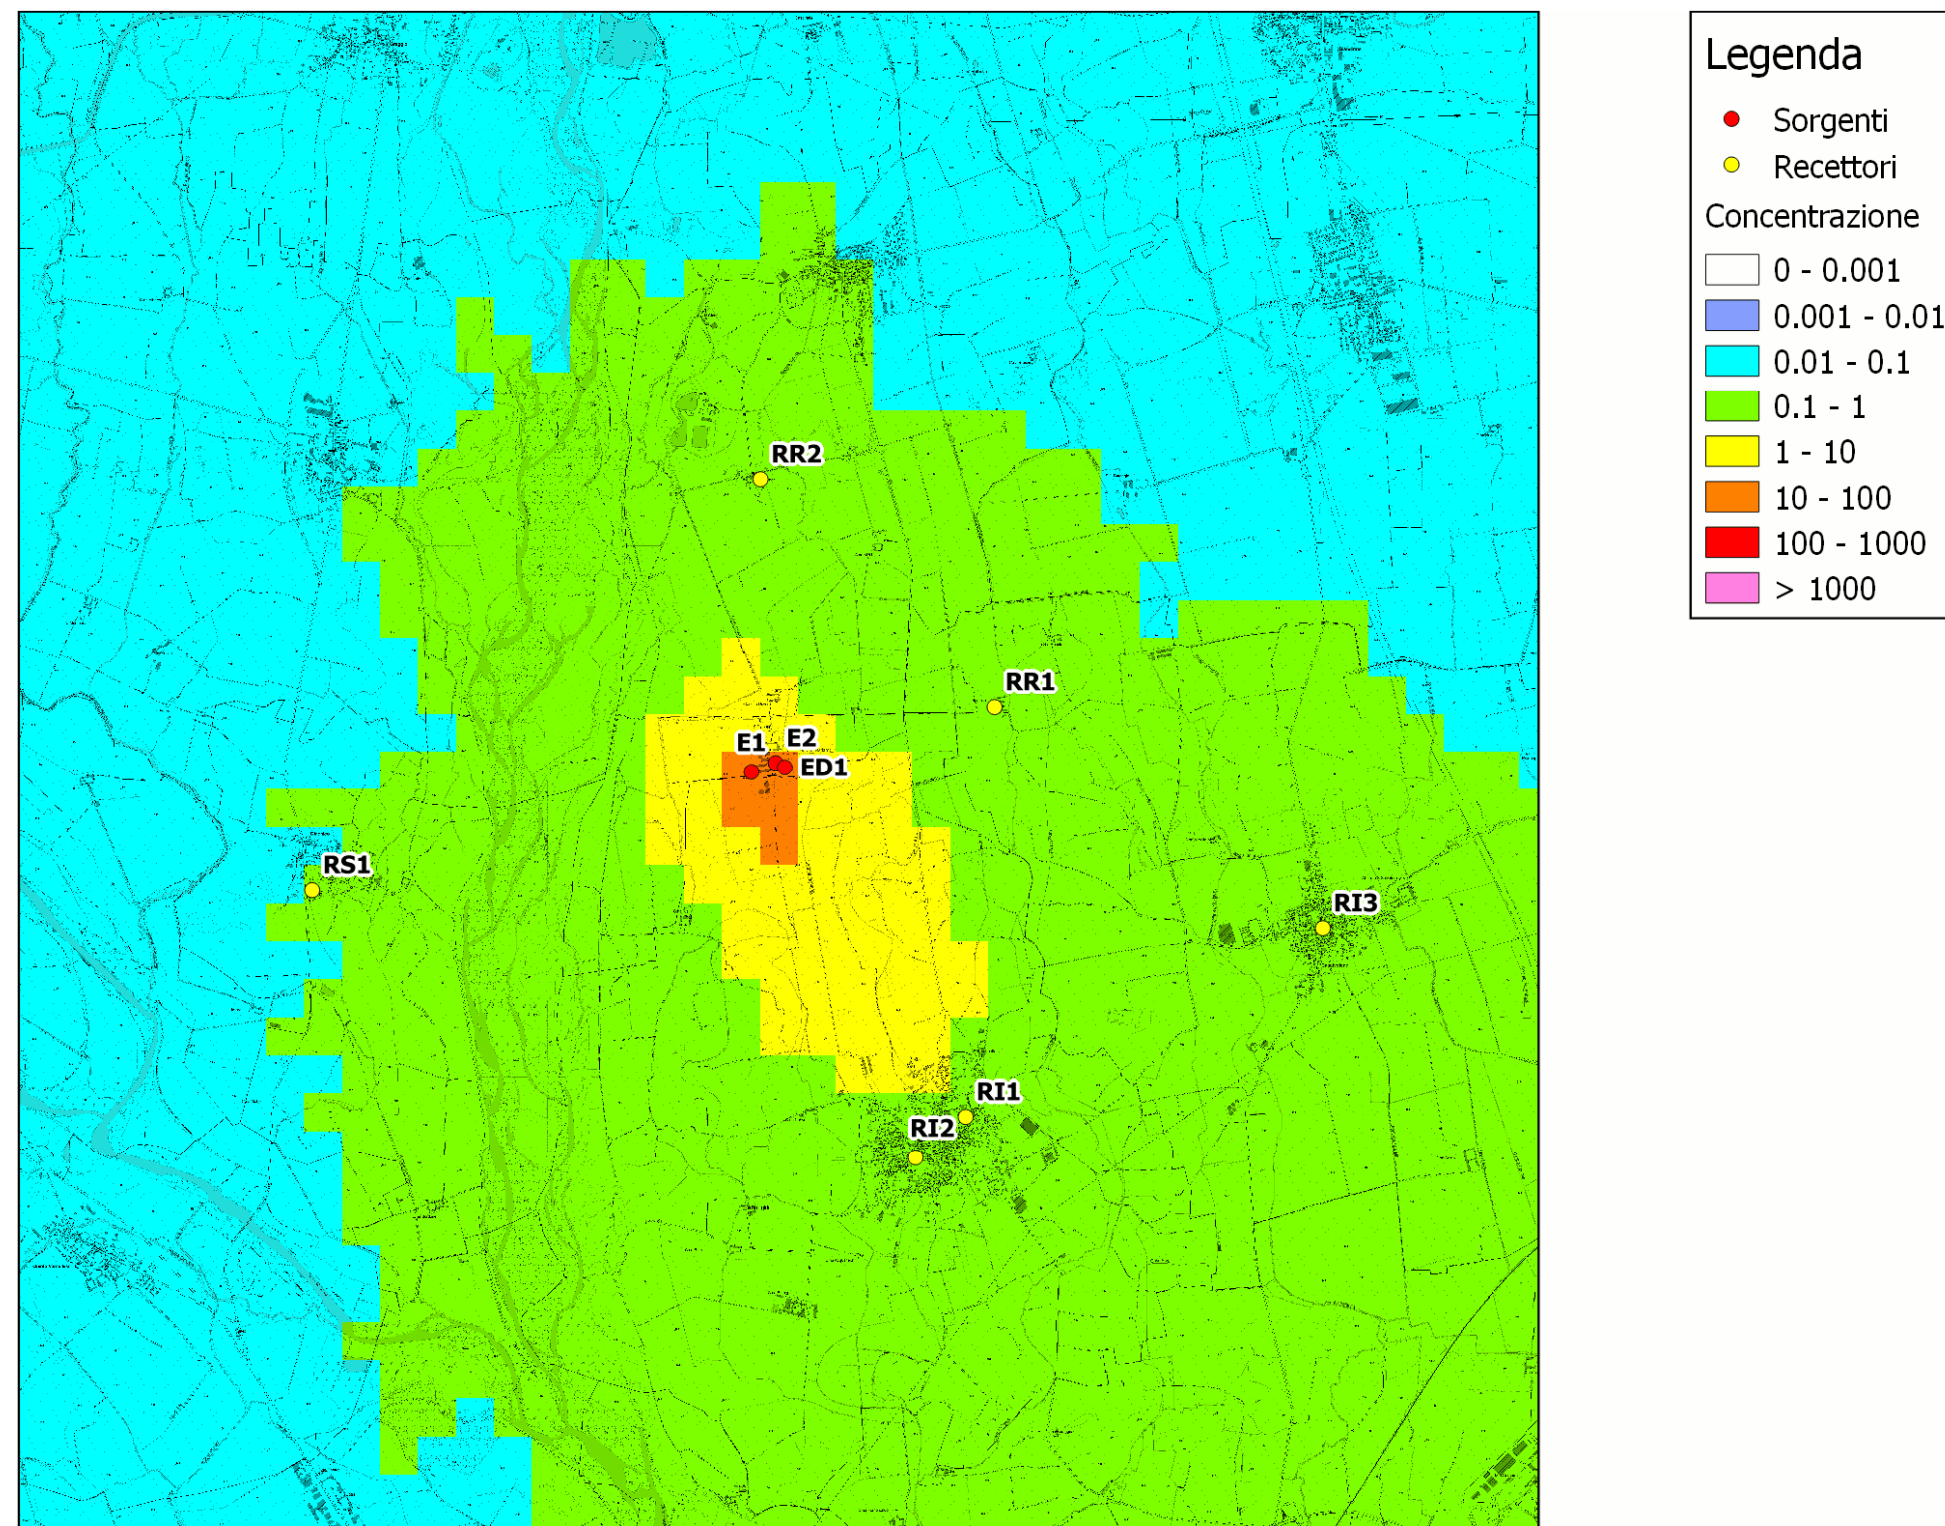 Legenda
Sorgenti
Recettori
Concentrazione
0 - 0.001
0.001 - 0.01
0.01 - 0.1
0.1 - 1
1 - 10
10 - 100
100 - 1000
> 1000
RR2
RR1
E1
E2
ED1
RS1
RI3
RI1
RI2